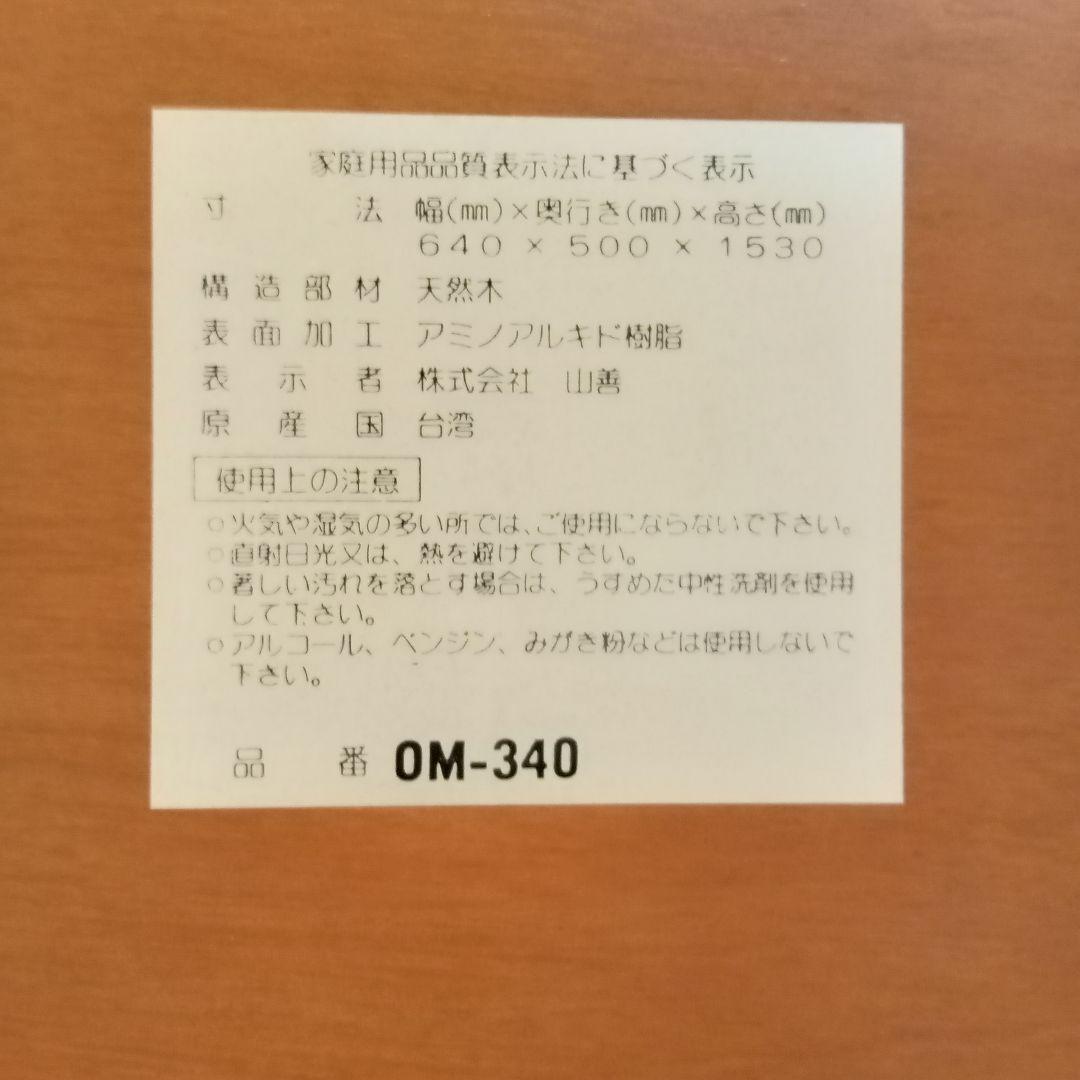 家庭用品品質表示法に基づく表示
寸法 幅(mm)×奥行き(mm)×高さ(mm)
640 × 500 × 1530
構造部材 天然木
表面加工 アミノアルキド樹脂
表示者 株式会社 山善
原産国 台湾
使用上の注意
○火気や湿気の多い所では、ご使用にならないで下さい。
○直射日光又は、熱を避けて下さい。
○著しい汚れを落とす場合は、うすめた中性洗剤を使用
して下さい。
○アルコール、ベンジン、みがき粉などは使用しないで
下さい。
品番 OM-340